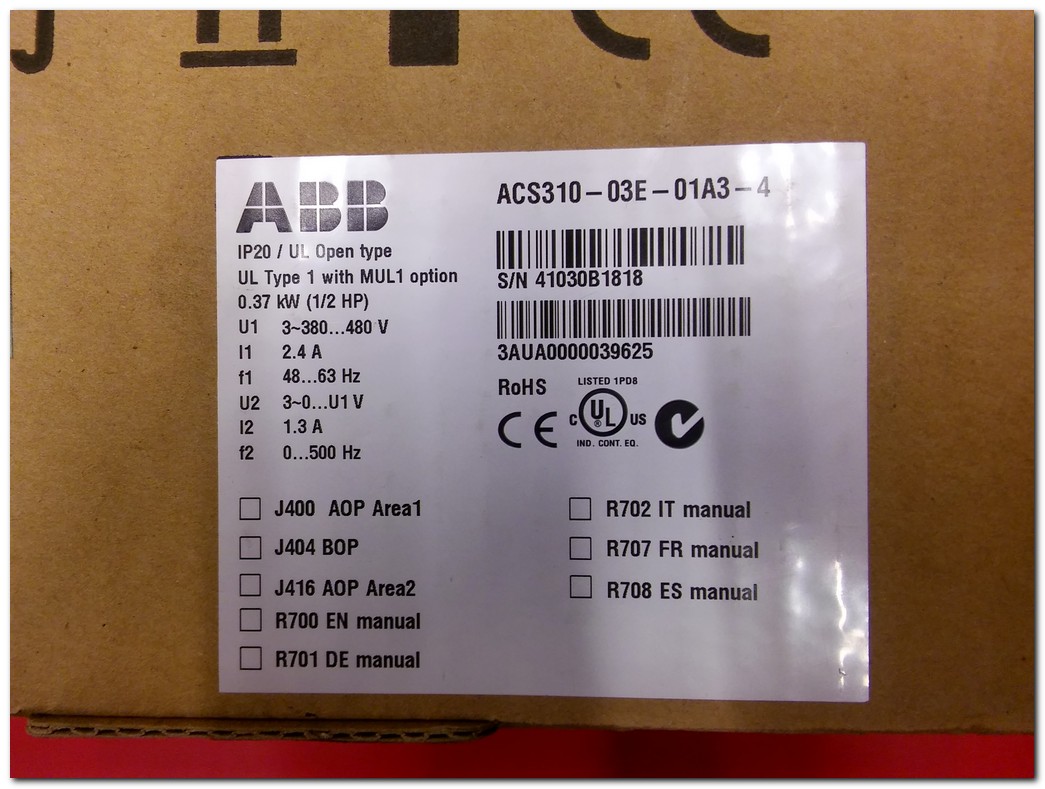 ABB
IP20 / UL Open type
UL Type 1 with MUL1 option
0.37 kW (1/2 HP)
U1 3~380...480 V
I1 2.4 A
f1 48...63 Hz
U2 3~0...U1 V
I2 1.3 A
f2 0...500 Hz
ACS310-03E-01A3-4
S/N 41030B1818
3AUA0000039625
RoHS
LISTED 1PD8
CE
C UL US
®
IND. CONT. EQ.
J400 AOP Area1
J404 BOP
J416 AOP Area2
R700 EN manual
R701 DE manual
R702 IT manual
R707 FR manual
R708 ES manual